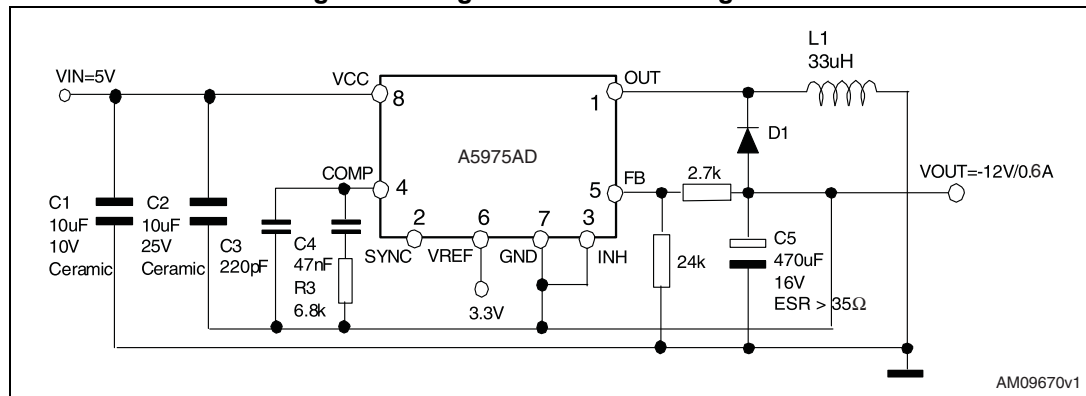 L1
33uH
VIN=5V
VCC
8
OUT
1
D1
A5975AD
COMP
4
FB
5
2.7k
VOUT=-12V/0.6A
C1
10uF
10V
Ceramic
C2
10uF
25V
Ceramic
C3
220pF
C4
47nF
R3
6.8k
2
6
7
3
SYNC
VREF
GND
INH
3.3V
24k
C5
470uF
16V
ESR > 35Ω
AM09670v1